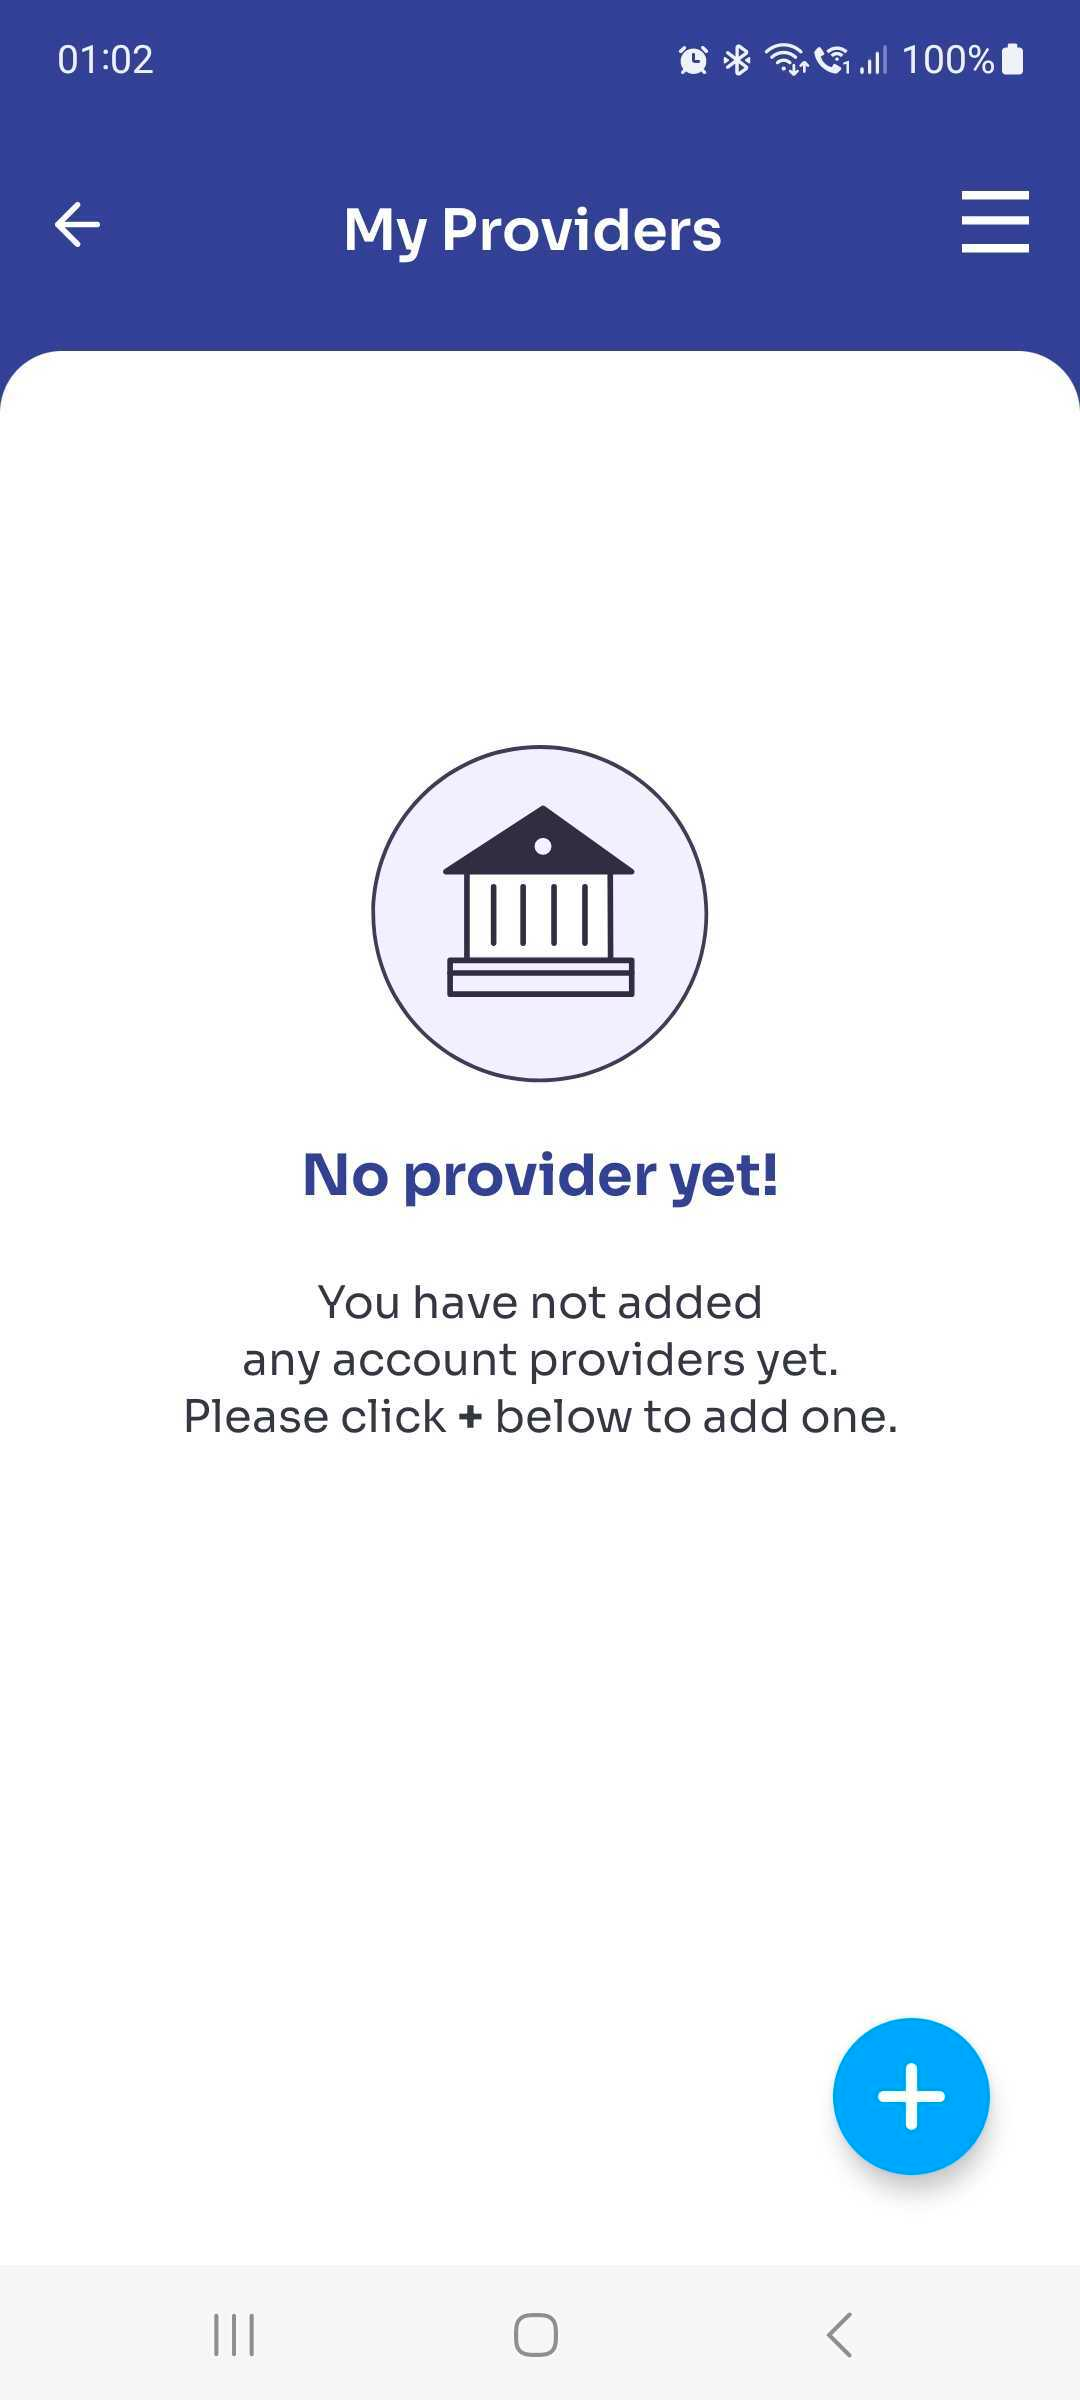 01:02
100%
My Providers
No provider yet!
You have not added
any account providers yet.
Please click + below to add one.